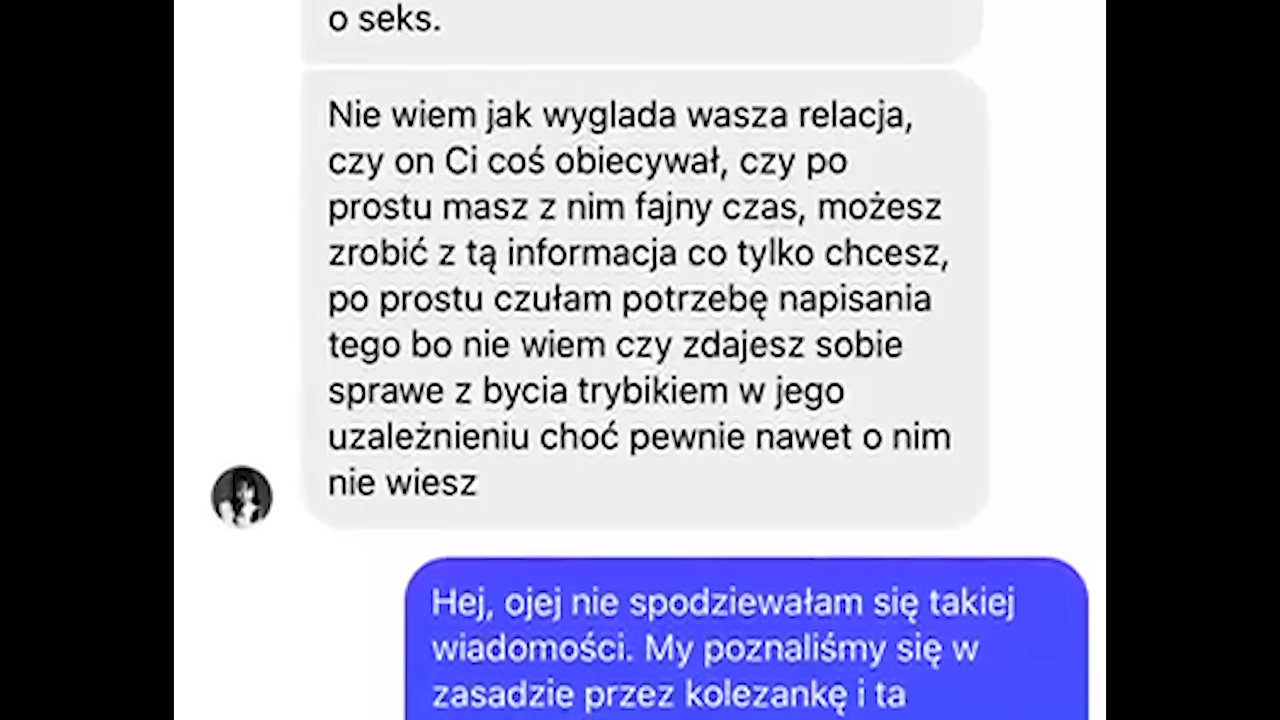 o seks.
Nie wiem jak wyglada wasza relacja,
czy on Ci coś obiecywał, czy po
prostu masz z nim fajny czas, możesz
zrobić z tą informacja co tylko chcesz,
po prostu czułam potrzebę napisania
tego bo nie wiem czy zdajesz sobie
sprawe z bycia trybikiem w jego
uzależnieniu choć pewnie nawet o nim
nie wiesz
Hej, ojej nie spodziewałam się takiej
wiadomości. My poznaliśmy się w
zasadzie przez kolezankę i ta